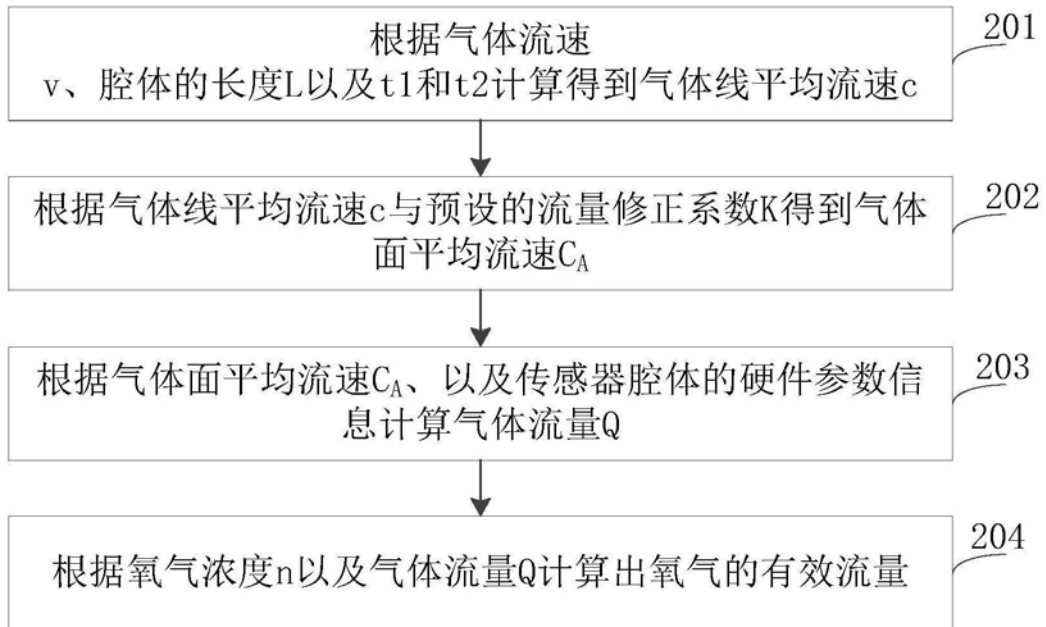 根据气体流速
v、腔体的长度L以及t1和t2计算得到气体线平均流速c
201
根据气体线平均流速c与预设的流量修正系数K得到气体
面平均流速C_A
202
根据气体面平均流速C_A、以及传感器腔体的硬件参数信
息计算气体流量Q
203
根据氧气浓度n以及气体流量Q计算出氧气的有效流量
204